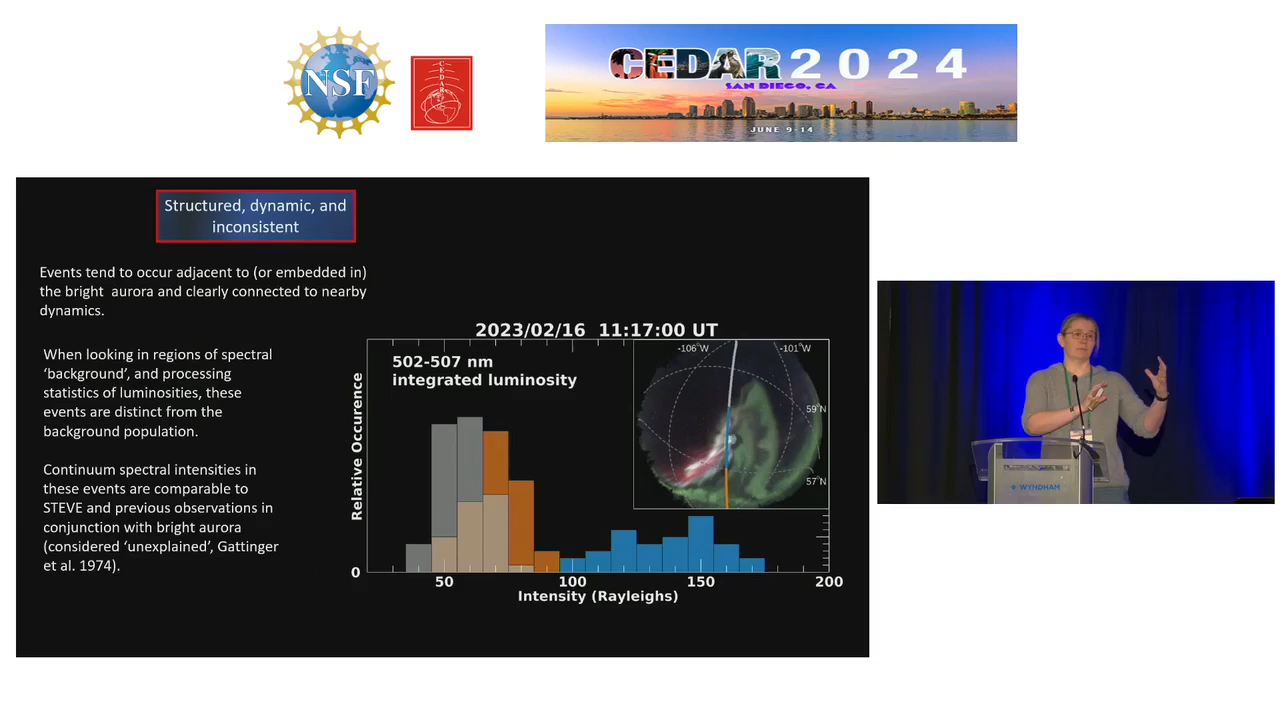 NSF
CEDAR
CEDAR 2024
SAN DIEGO, CA
JUNE 9-14
Structured, dynamic, and
inconsistent
Events tend to occur adjacent to (or embedded in)
the bright aurora and clearly connected to nearby
dynamics.
When looking in regions of spectral
‘background’, and processing
statistics of luminosities, these
events are distinct from the
background population.
Continuum spectral intensities in
these events are comparable to
STEVE and previous observations in
conjunction with bright aurora
(considered ‘unexplained’, Gattinger
et al. 1974).
2023/02/16 11:17:00 UT
502-507 nm
integrated luminosity
-106°W
-101°W
59°N
57°N
Relative Occurence
0
50
100
150
200
Intensity (Rayleighs)
WYNDHAM